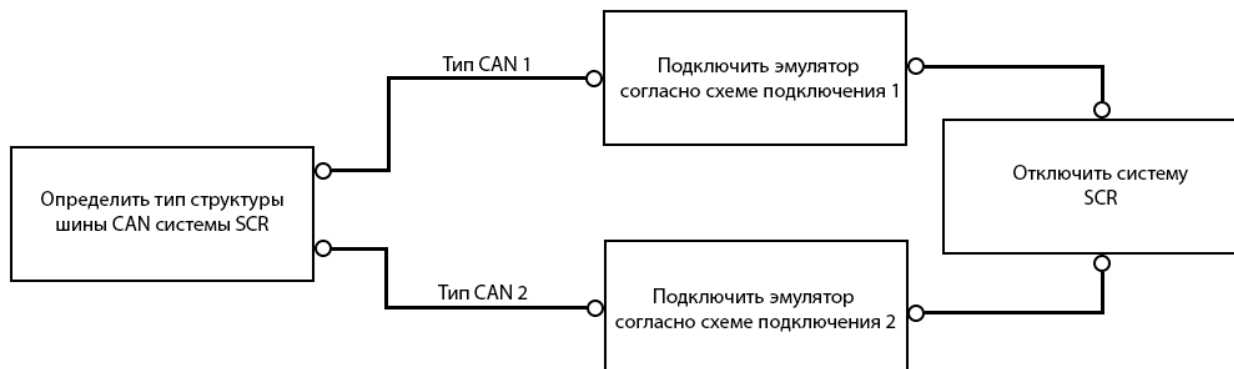 Тип CAN 1
Подключить эмулятор
согласно схеме подключения 1
Определить тип структуры
шины CAN системы SCR
Отключить систему
SCR
Тип CAN 2
Подключить эмулятор
согласно схеме подключения 2